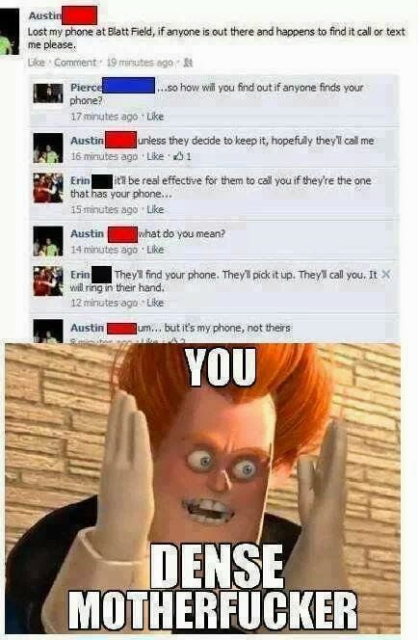 Austin
Lost my phone at Blatt Field, if anyone is out there and happens to find it call or text
me please.
Like · Comment · 19 minutes ago ·
Pierce ...so how will you find out if anyone finds your
phone?
17 minutes ago · Like
Austin unless they decide to keep it, hopefully they'll call me
16 minutes ago · Like · 1
Erin it'll be real effective for them to call you if they're the one
that has your phone...
15 minutes ago · Like
Austin what do you mean?
14 minutes ago · Like
Erin They'll find your phone. They'll pick it up. They'll call you. It
will ring in their hand.
12 minutes ago · Like
Austin um... but it's my phone, not theirs
YOU
DENSE
MOTHERFUCKER